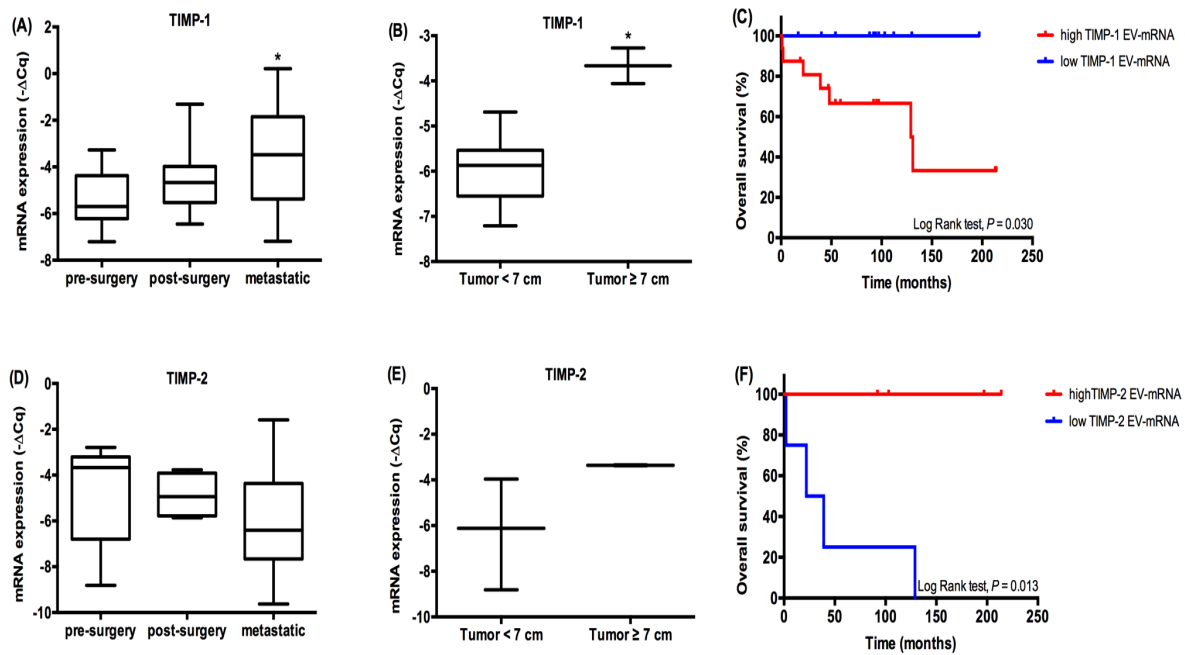 (A)
TIMP-1
mRNA expression (-ΔCq)
2
0
-2
-4
-6
-8
pre-surgery post-surgery metastatic
*
(B)
TIMP-1
mRNA expression (-ΔCq)
-3
-4
-5
-6
-7
-8
Tumor < 7 cm Tumor ≥ 7 cm
*
(C)
Overall survival (%)
100
80
60
40
20
0
0 50 100 150 200 250
Time (months)
Log Rank test, P = 0.030
high TIMP-1 EV-mRNA
low TIMP-1 EV-mRNA
(D)
TIMP-2
mRNA expression (-ΔCq)
0
-2
-4
-6
-8
-10
pre-surgery post-surgery metastatic
(E)
TIMP-2
mRNA expression (-ΔCq)
0
-2
-4
-6
-8
-10
Tumor < 7 cm Tumor ≥ 7 cm
(F)
Overall survival (%)
100
80
60
40
20
0
0 50 100 150 200 250
Time (months)
Log Rank test, P = 0.013
highTIMP-2 EV-mRNA
low TIMP-2 EV-mRNA